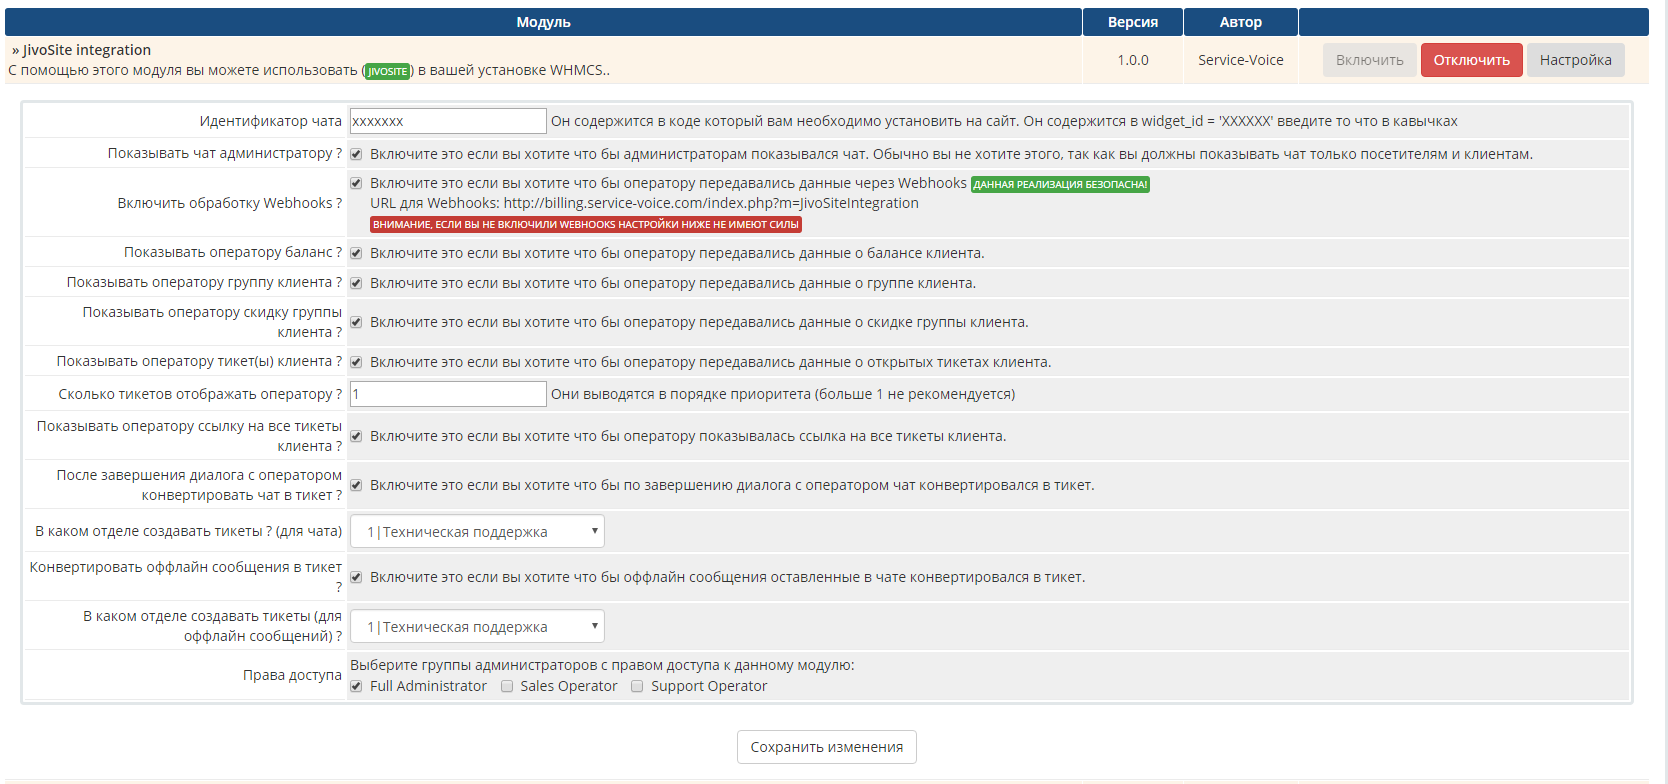 Модуль Версия Автор
» JivoSite integration
С помощью этого модуля вы можете использовать (JIVOSITE) в вашей установке WHMCS..
1.0.0 Service-Voice Включить Отключить Настройка
Идентификатор чата xxxxxxx Он содержится в коде который вам необходимо установить на сайт. Он содержится в widget_id = 'XXXXXX' введите то что в кавычках
Показывать чат администратору ? Включите это если вы хотите что бы администраторам показывался чат. Обычно вы не хотите этого, так как вы должны показывать чат только посетителям и клиентам.
Включить обработку Webhooks ? Включите это если вы хотите что бы оператору передавались данные через Webhooks ДАННАЯ РЕАЛИЗАЦИЯ БЕЗОПАСНА!
URL для Webhooks: http://billing.service-voice.com/index.php?m=JivoSiteIntegration
ВНИМАНИЕ, ЕСЛИ ВЫ НЕ ВКЛЮЧИЛИ WEBHOOKS НАСТРОЙКИ НИЖЕ НЕ ИМЕЮТ СИЛЫ
Показывать оператору баланс ? Включите это если вы хотите что бы оператору передавались данные о балансе клиента.
Показывать оператору группу клиента ? Включите это если вы хотите что бы оператору передавались данные о группе клиента.
Показывать оператору скидку группы
клиента ? Включите это если вы хотите что бы оператору передавались данные о скидке группы клиента.
Показывать оператору тикет(ы) клиента ? Включите это если вы хотите что бы оператору передавались данные о открытых тикетах клиента.
Сколько тикетов отображать оператору ? 1 Они выводятся в порядке приоритета (больше 1 не рекомендуется)
Показывать оператору ссылку на все тикеты
клиента ? Включите это если вы хотите что бы оператору показывалась ссылка на все тикеты клиента.
После завершения диалога с оператором
конвертировать чат в тикет ? Включите это если вы хотите что бы по завершению диалога с оператором чат конвертировался в тикет.
В каком отделе создавать тикеты ? (для чата) 1|Техническая поддержка
Конвертировать оффлайн сообщения в тикет
? Включите это если вы хотите что бы оффлайн сообщения оставленные в чате конвертировался в тикет.
В каком отделе создавать тикеты (для
оффлайн сообщений) ? 1|Техническая поддержка
Права доступа Выберите группы администраторов с правом доступа к данному модулю:
Full Administrator Sales Operator Support Operator
Сохранить изменения